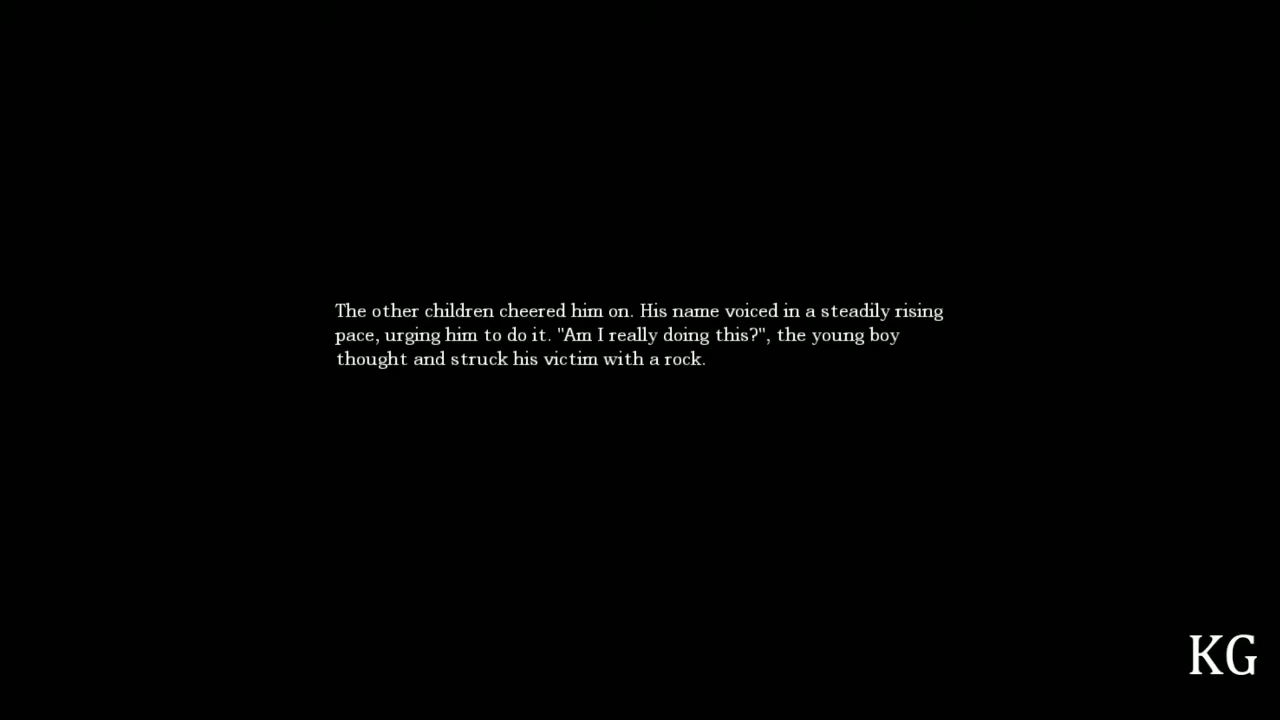 The other children cheered him on. His name voiced in a steadily rising
pace, urging him to do it. "Am I really doing this?", the young boy
thought and struck his victim with a rock.
KG